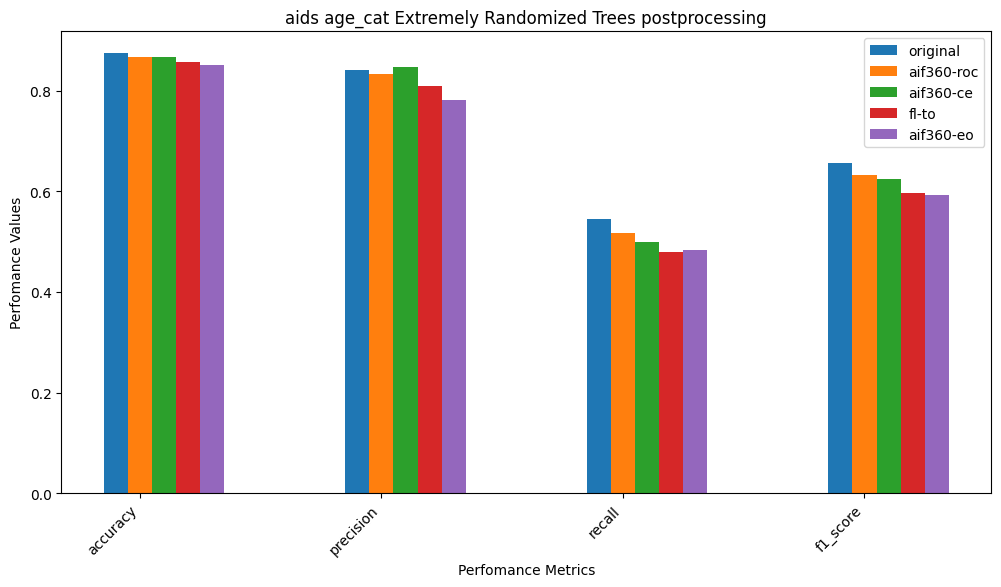 aids age_cat Extremely Randomized Trees postprocessing
original
aif360-roc
aif360-ce
fl-to
aif360-eo
Perfomance Values
0.8
0.6
0.4
0.2
0.0
accuracy
precision
recall
f1_score
Perfomance Metrics